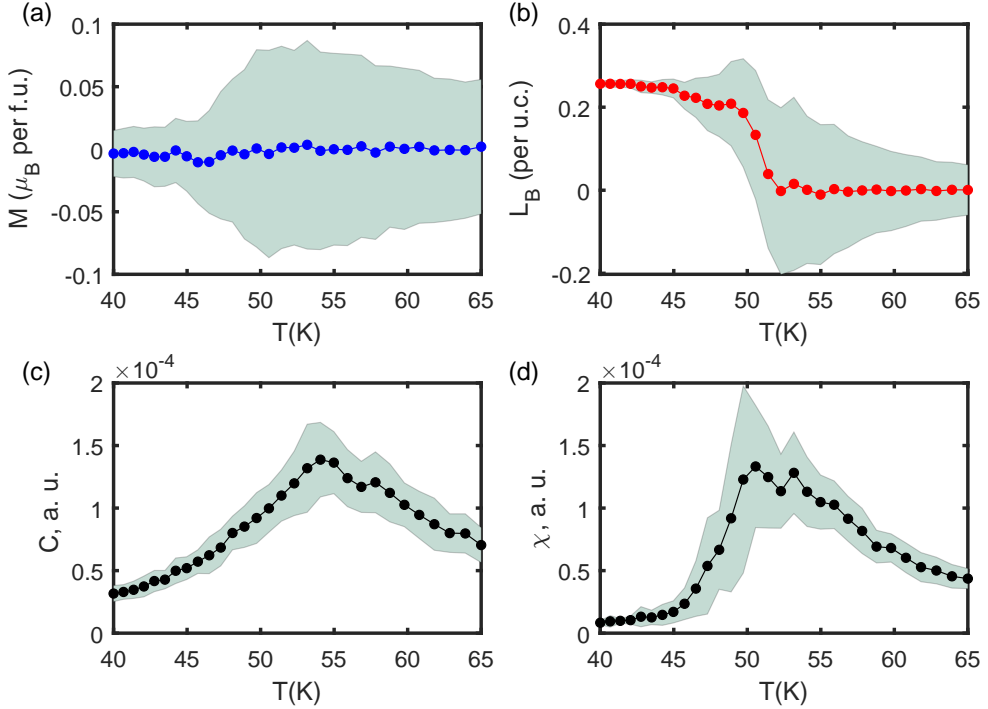 (a)
(b)
M (μ_B per f.u.)
0.1
0.05
0
-0.05
-0.1
40 45 50 55 60 65
T(K)
L_B (per u.c.)
0.4
0.2
0
-0.2
40 45 50 55 60 65
T(K)
(c)
×10^-4
C, a. u.
2
1.5
1
0.5
0
40 45 50 55 60 65
T(K)
(d)
×10^-4
χ, a. u.
2
1.5
1
0.5
0
40 45 50 55 60 65
T(K)